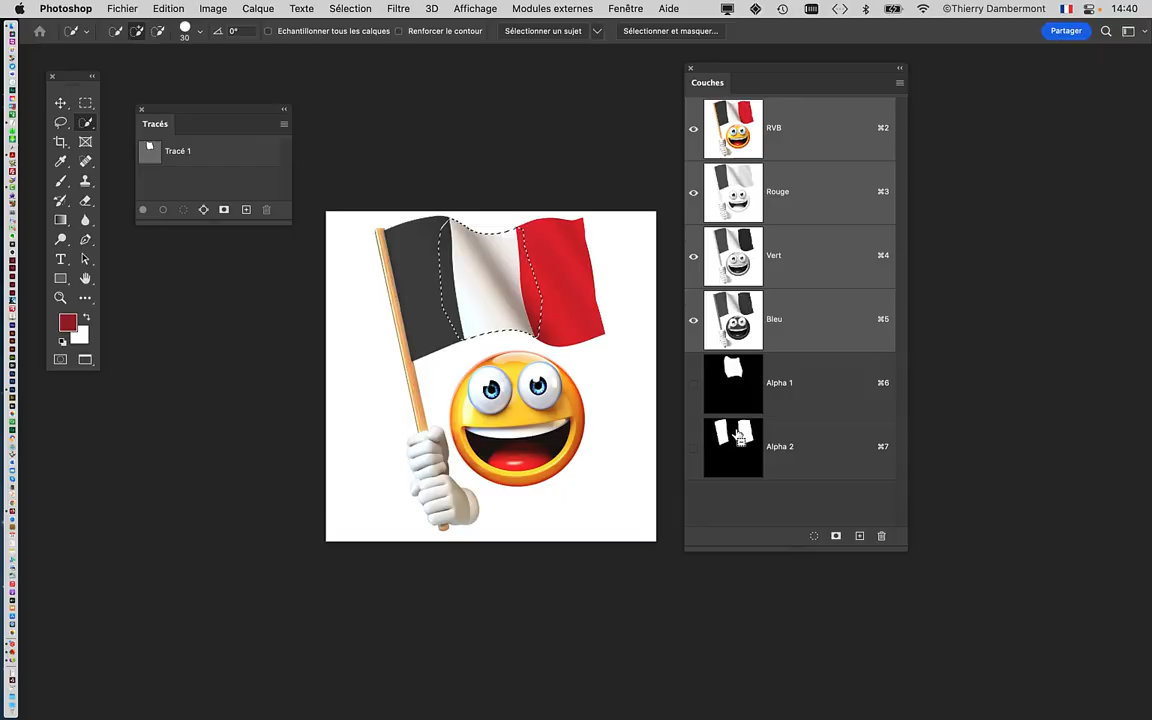 Photoshop Fichier Edition Image Calque Texte Sélection Filtre 3D Affichage Modules externes Fenêtre Aide ©Thierry Dambermont 14:40
30 0° Echantillonner tous les calques Renforcer le contour Sélectionner un sujet Sélectionner et masquer... Partager
Tracés
Tracé 1
Couches
RVB ⌘2
Rouge ⌘3
Vert ⌘4
Bleu ⌘5
Alpha 1 ⌘6
Alpha 2 ⌘7